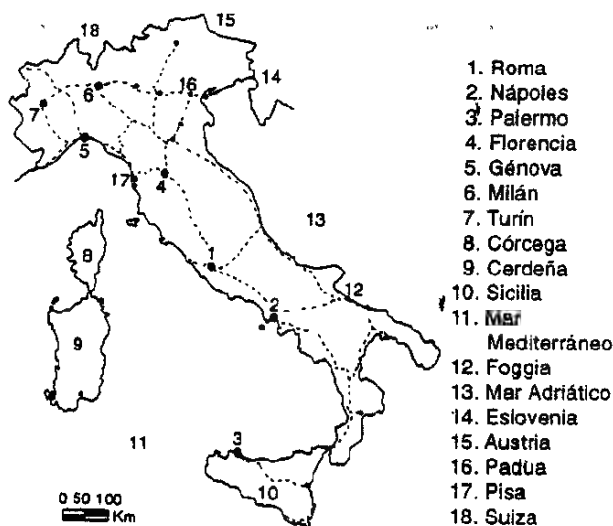 15
18
16
14
6
7
5
17
4
13
8
1
12
2
9
11
3
10
0 50 100
Km
1. Roma
2. Nápoles
3. Palermo
4. Florencia
5. Génova
6. Milán
7. Turín
8. Córcega
9. Cerdeña
10. Sicilia
11. Mar
Mediterráneo
12. Foggia
13. Mar Adriático
14. Eslovenia
15. Austria
16. Padua
17. Pisa
18. Suiza